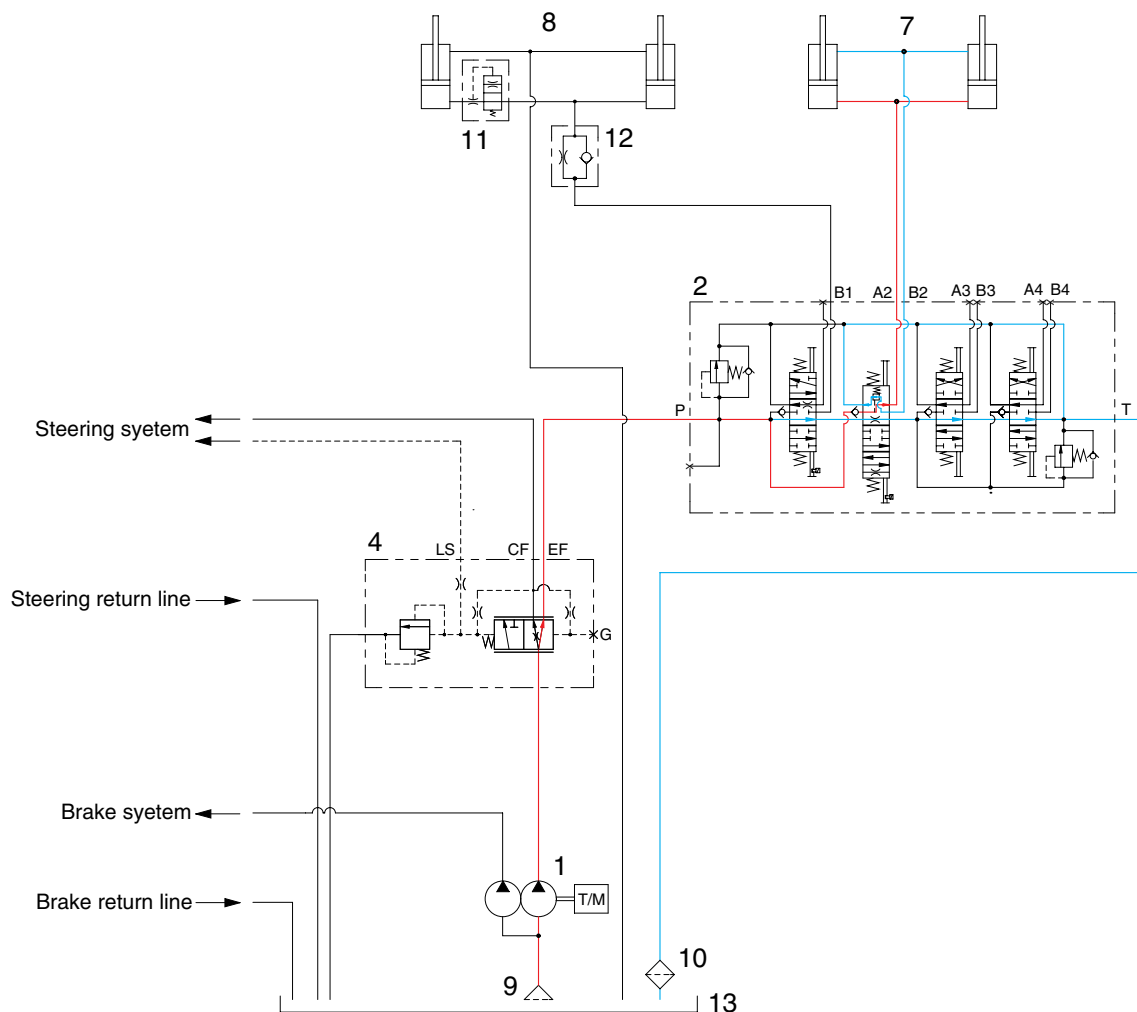 8
7
11
12
2
B1
A2
B2
A3
B3
A4
B4
P
T
Steering syetem
4
LS
CF
EF
G
Steering return line
Brake syetem
1
T/M
Brake return line
9
10
13